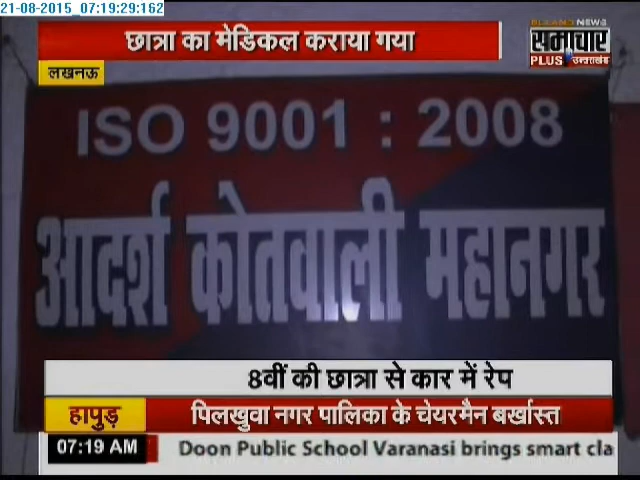 21-08-2015_07:19:29:162
छात्रा का मेडिकल कराया गया
NEWS
समाचार
PLUS उत्तराखंड
लखनऊ
ISO 9001 : 2008
आदर्श कोतवाली महानगर
8वीं की छात्रा से कार में रेप
हापुड़
पिलखुवा नगर पालिका के चेयरमैन बर्खास्त
07:19 AM
Doon Public School Varanasi brings smart cla